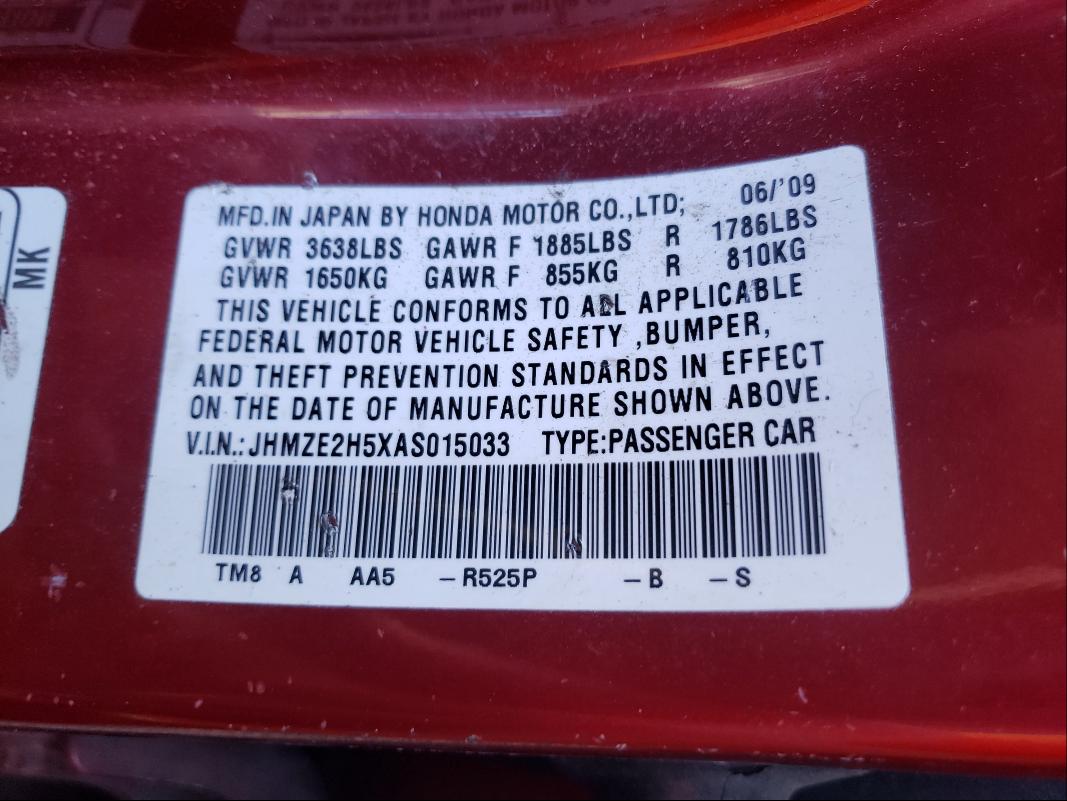 MFD.IN JAPAN BY HONDA MOTOR CO.,LTD; 06/'09
GVWR 3638LBS GAWR F 1885LBS R 1786LBS
GVWR 1650KG GAWR F 855KG R 810KG
THIS VEHICLE CONFORMS TO ALL APPLICABLE
FEDERAL MOTOR VEHICLE SAFETY ,BUMPER,
AND THEFT PREVENTION STANDARDS IN EFFECT
ON THE DATE OF MANUFACTURE SHOWN ABOVE.
V.I.N.: JHMZE2H5XAS015033 TYPE:PASSENGER CAR
TM8 A AA5 –R525P –B –S
MK